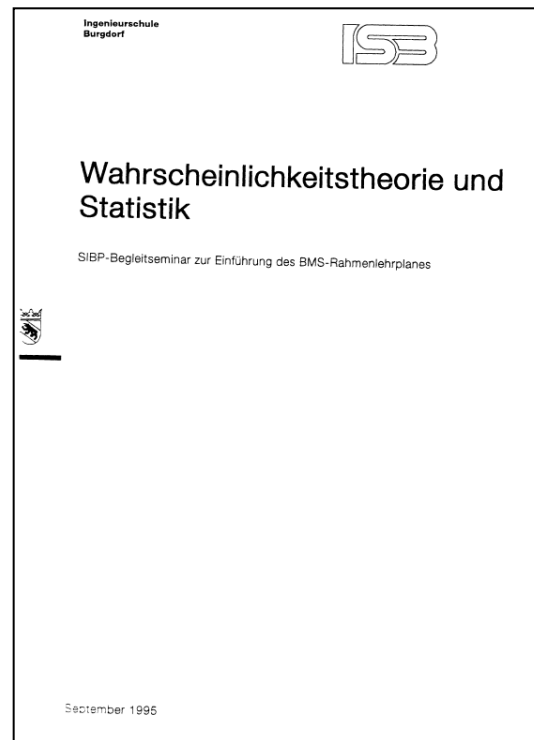 Ingenieurschule
Burgdorf
ISB
Wahrscheinlichkeitstheorie und
Statistik
SIBP-Begleitseminar zur Einführung des BMS-Rahmenlehrplanes
September 1995